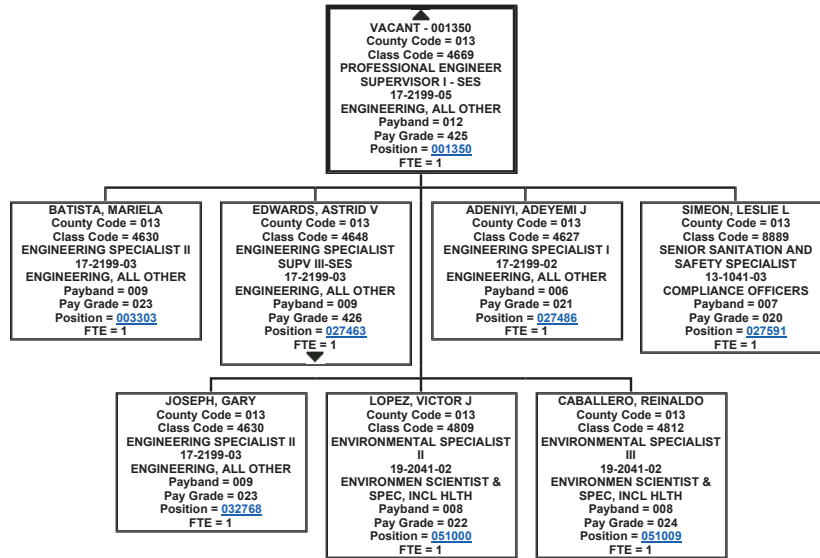 VACANT - 001350
County Code = 013
Class Code = 4669
PROFESSIONAL ENGINEER
SUPERVISOR I - SES
17-2199-05
ENGINEERING, ALL OTHER
Payband = 012
Pay Grade = 425
Position = 001350
FTE = 1
BATISTA, MARIELA
County Code = 013
Class Code = 4630
ENGINEERING SPECIALIST II
17-2199-03
ENGINEERING, ALL OTHER
Payband = 009
Pay Grade = 023
Position = 003303
FTE = 1
EDWARDS, ASTRID V
County Code = 013
Class Code = 4648
ENGINEERING SPECIALIST
SUPV III-SES
17-2199-03
ENGINEERING, ALL OTHER
Payband = 009
Pay Grade = 426
Position = 027463
FTE = 1
ADENIYI, ADEYEMI J
County Code = 013
Class Code = 4627
ENGINEERING SPECIALIST I
17-2199-02
ENGINEERING, ALL OTHER
Payband = 006
Pay Grade = 021
Position = 027486
FTE = 1
SIMEON, LESLIE L
County Code = 013
Class Code = 8889
SENIOR SANITATION AND
SAFETY SPECIALIST
13-1041-03
COMPLIANCE OFFICERS
Payband = 007
Pay Grade = 020
Position = 027591
FTE = 1
JOSEPH, GARY
County Code = 013
Class Code = 4630
ENGINEERING SPECIALIST II
17-2199-03
ENGINEERING, ALL OTHER
Payband = 009
Pay Grade = 023
Position = 032768
FTE = 1
LOPEZ, VICTOR J
County Code = 013
Class Code = 4809
ENVIRONMENTAL SPECIALIST
II
19-2041-02
ENVIRONMEN SCIENTIST &
SPEC, INCL HLTH
Payband = 008
Pay Grade = 022
Position = 051000
FTE = 1
CABALLERO, REINALDO
County Code = 013
Class Code = 4812
ENVIRONMENTAL SPECIALIST
III
19-2041-02
ENVIRONMEN SCIENTIST &
SPEC, INCL HLTH
Payband = 008
Pay Grade = 024
Position = 051009
FTE = 1